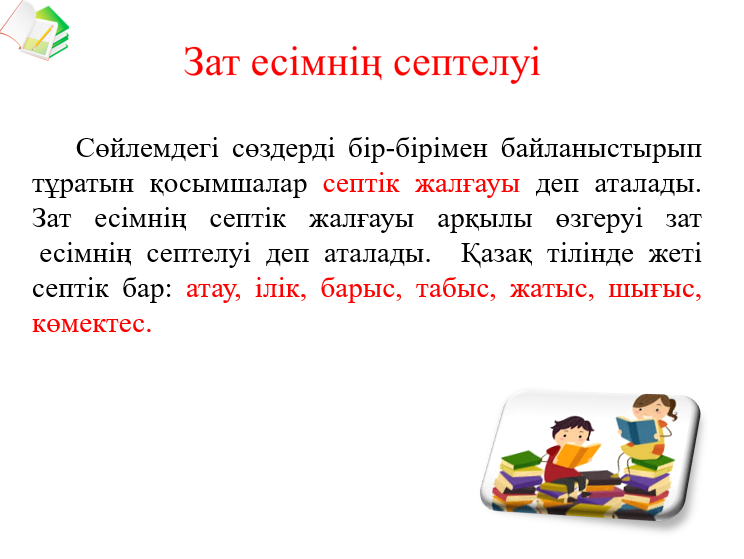 Зат есімнің септелуі
Сөйлемдегі сөздерді бір-бірімен байланыстырып
тұратын қосымшалар септік жалғауы деп аталады.
Зат есімнің септік жалғауы арқылы өзгеруі зат
есімнің септелуі деп аталады. Қазақ тілінде жеті
септік бар: атау, ілік, барыс, табыс, жатыс, шығыс,
көмектес.